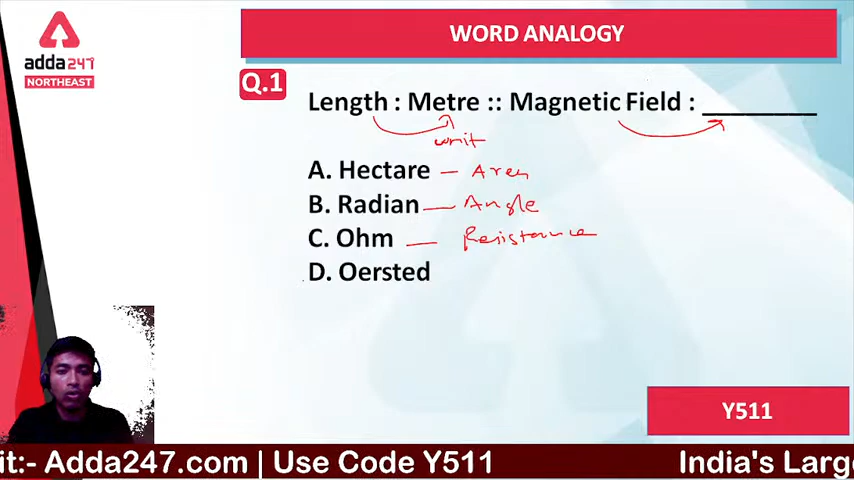 WORD ANALOGY
adda247
NORTHEAST
Q.1
Length : Metre :: Magnetic Field : ________
unit
A. Hectare – Area
B. Radian — Angle
C. Ohm — Resistance
D. Oersted
Y511
it:- Adda247.com | Use Code Y511 India's Large